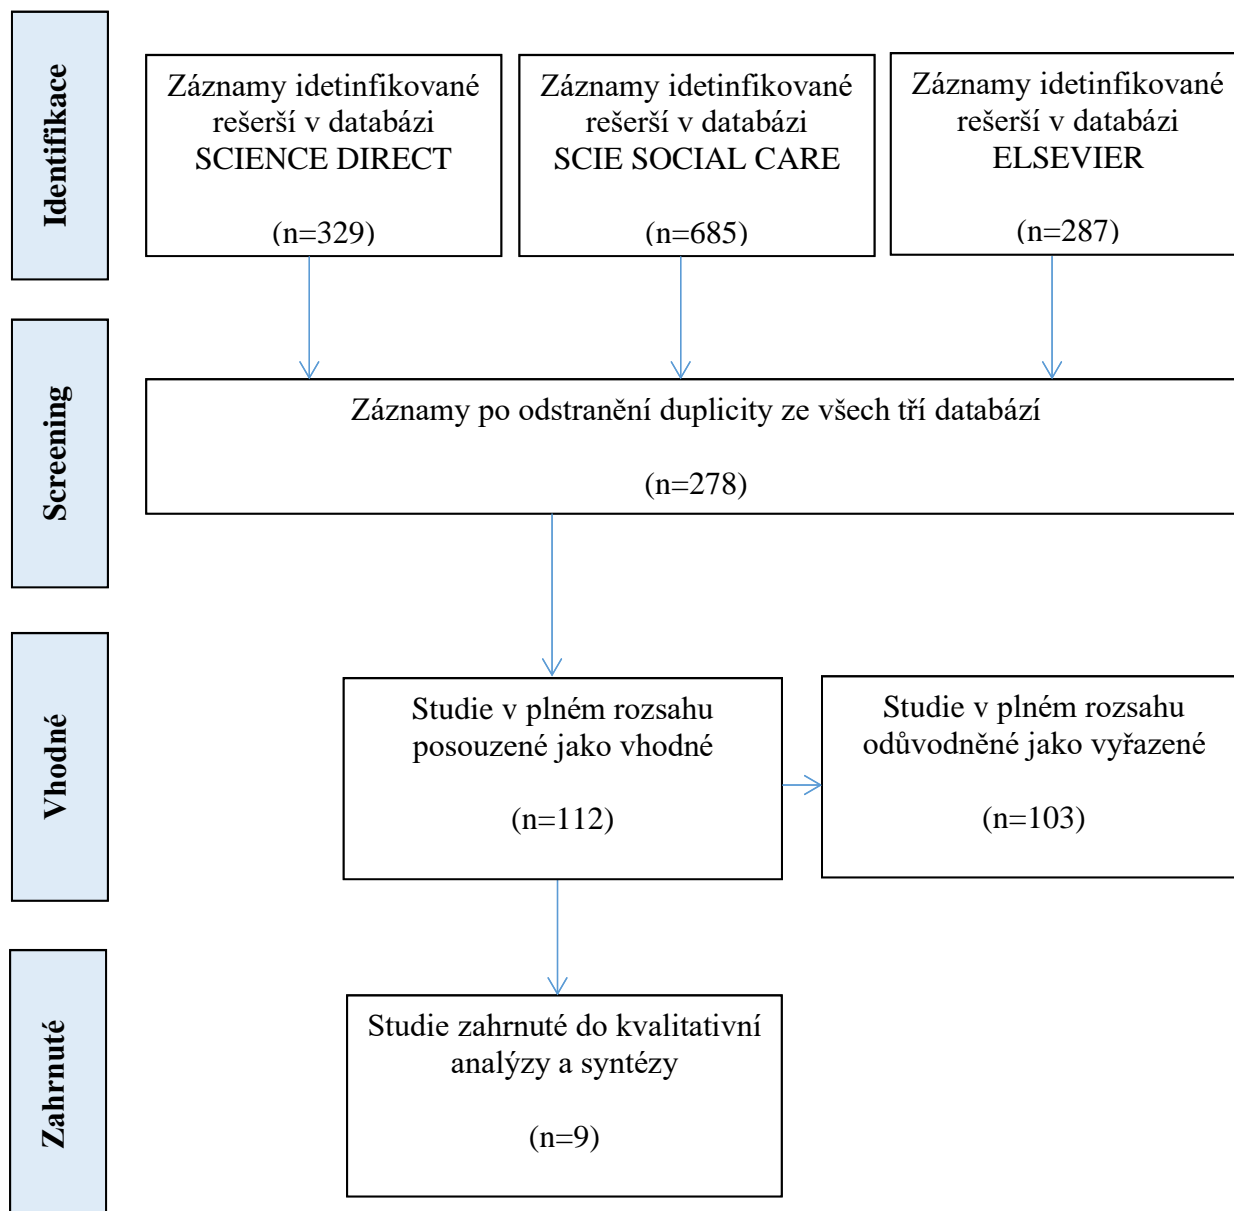 Identifikace
Záznamy idetinfikované
rešerší v databázi
SCIENCE DIRECT
(n=329)
Záznamy idetinfikované
rešerší v databázi
SCIE SOCIAL CARE
(n=685)
Záznamy idetinfikované
rešerší v databázi
ELSEVIER
(n=287)
Screening
Záznamy po odstranění duplicity ze všech tří databází
(n=278)
Vhodné
Studie v plném rozsahu
posouzené jako vhodné
(n=112)
Studie v plném rozsahu
odůvodněné jako vyřazené
(n=103)
Zahrnuté
Studie zahrnuté do kvalitativní
analýzy a syntézy
(n=9)